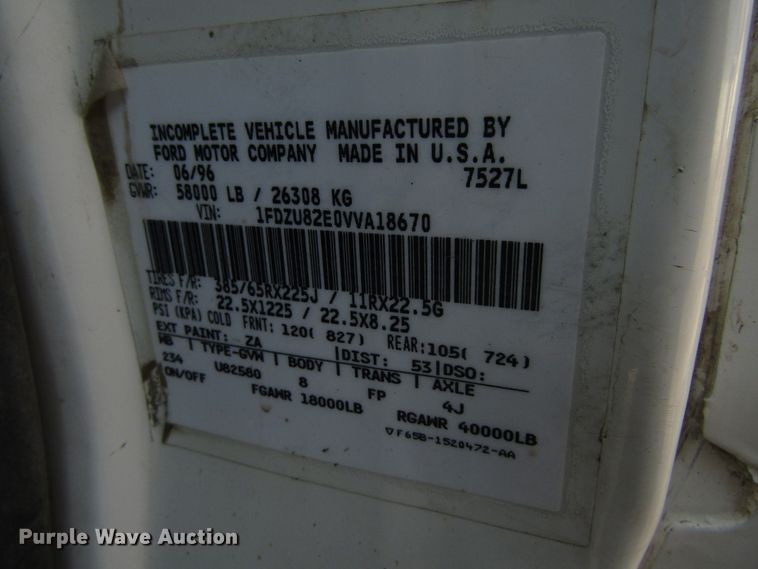 INCOMPLETE VEHICLE MANUFACTURED BY
FORD MOTOR COMPANY MADE IN U.S.A.
DATE: 06/96 7527L
GVWR: 58000 LB / 26308 KG
VIN: 1FDZU82E0VVA18670
TIRES F/R: 385/65RX225J / 11RX22.5G
RIMS F/R: 22.5X1225 / 22.5X8.25
PSI (KPA) COLD FRNT: 120( 827) REAR: 105( 724)
EXT PAINT: ZA |DIST: 53|DSO:
WB | TYPE-GVW | BODY | TRANS | AXLE
234 U82580 8 FP 4J
ON/OFF FGAWR 18000LB RGAWR 40000LB
▽F65B-1520472-AA
Purple Wave Auction